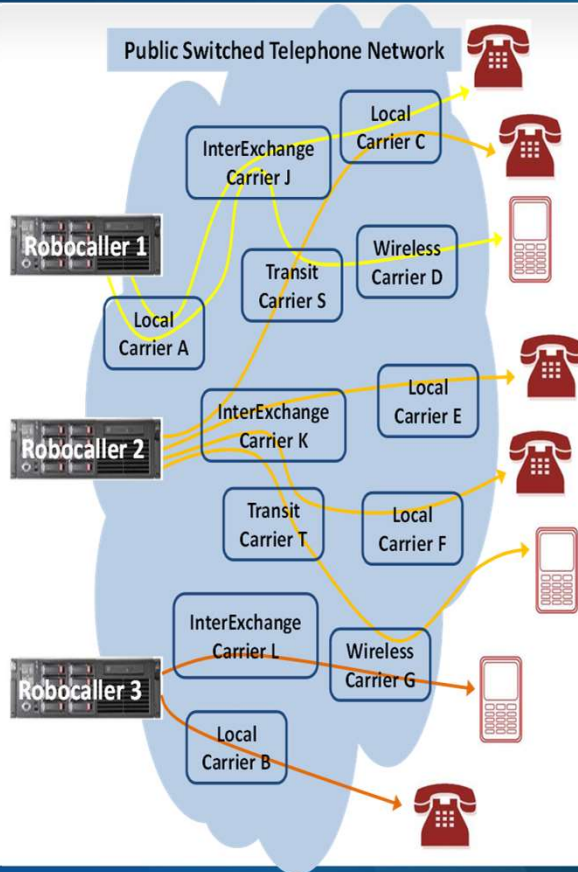 Public Switched Telephone Network
Local
Carrier C
InterExchange
Carrier J
Robocaller 1
Wireless
Carrier D
Transit
Carrier S
Local
Carrier A
Local
Carrier E
InterExchange
Carrier K
Robocaller 2
Transit
Carrier T
Local
Carrier F
InterExchange
Carrier L
Wireless
Carrier G
Robocaller 3
Local
Carrier B